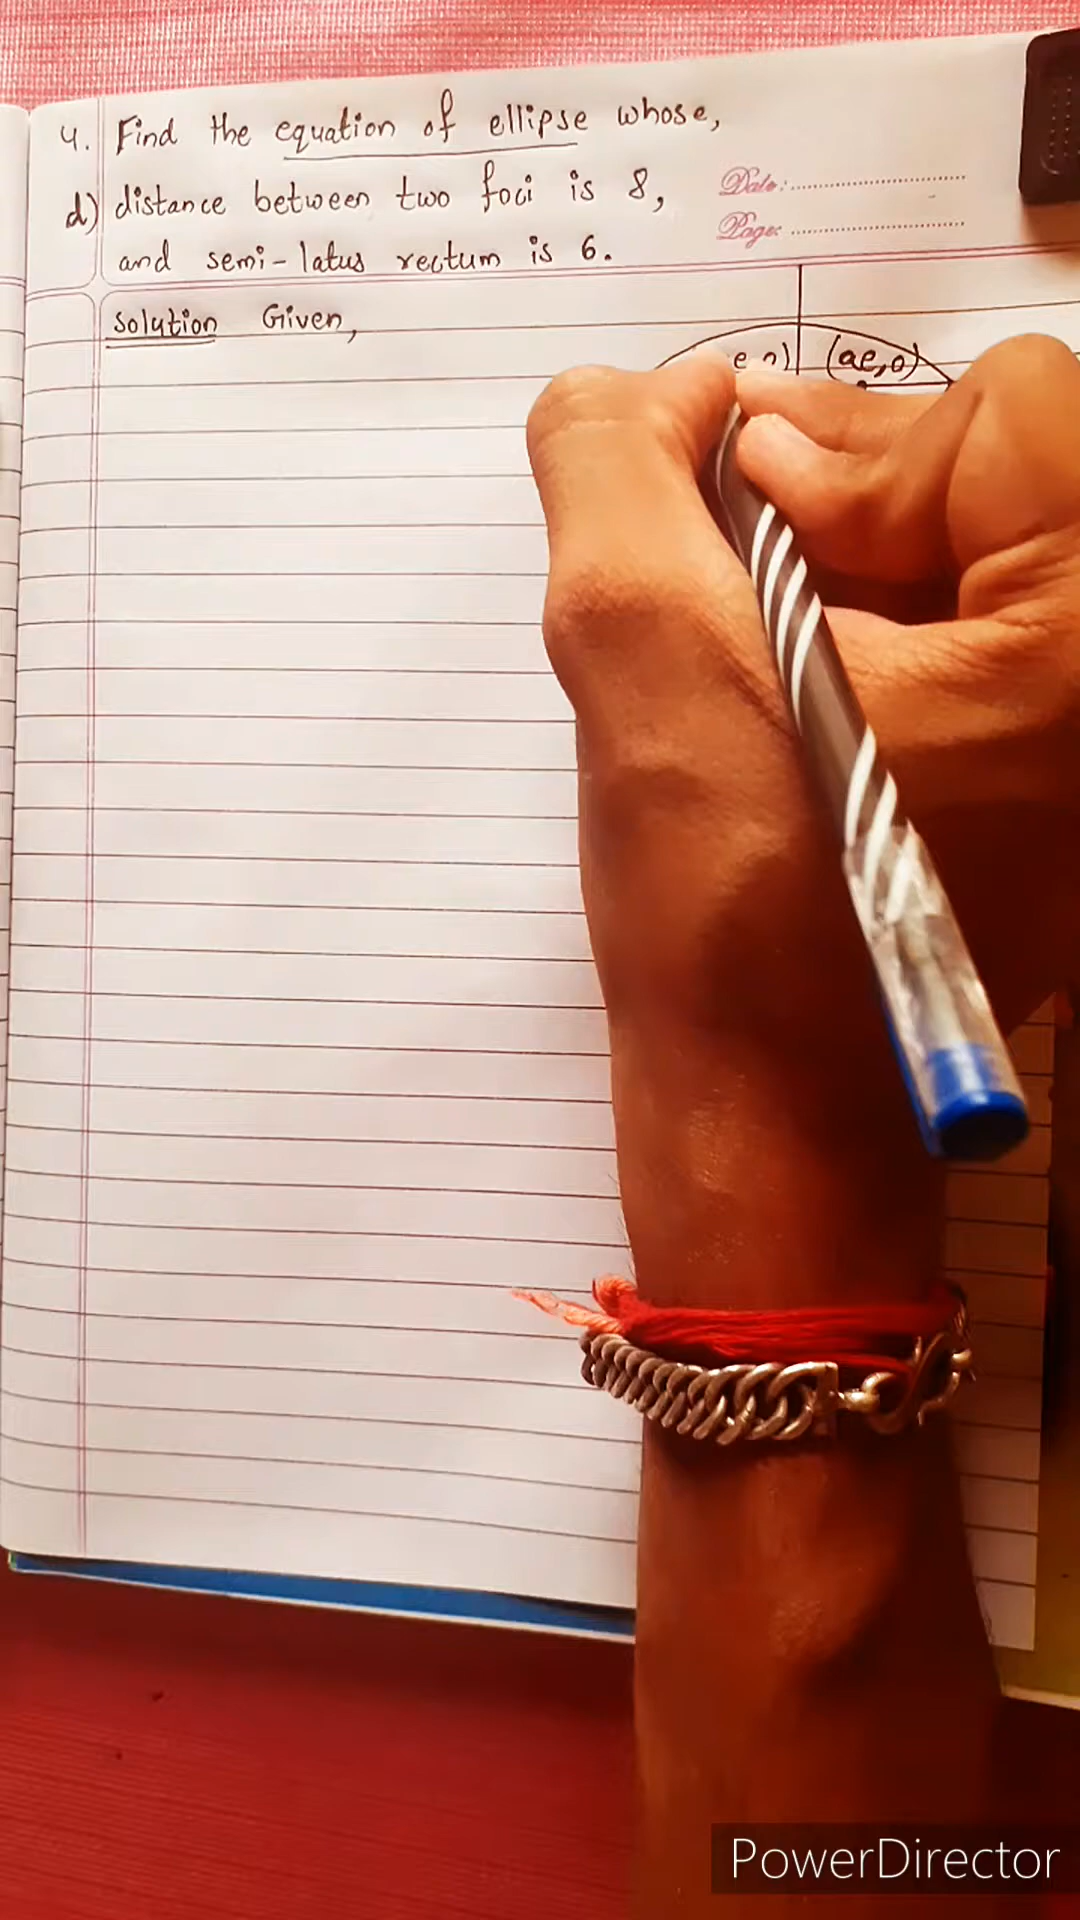 4. Find the equation of ellipse whose,
d) distance between two foci is 8,
and semi-latus rectum is 6.
Date:
Page:
Solution Given,
e,0) (ae,0)
PowerDirector